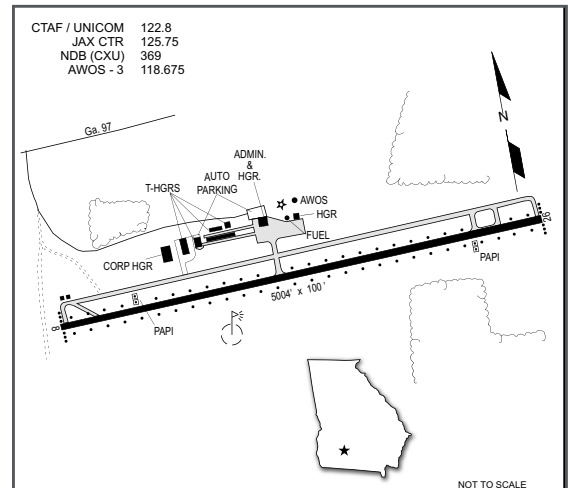 CTAF / UNICOM 122.8
JAX CTR 125.75
NDB (CXU) 369
AWOS - 3 118.675
N
Ga. 97
ADMIN.
&
HGR.
AUTO
PARKING
T-HGRS
AWOS
HGR
FUEL
26
CORP HGR
PAPI
5004' x 100'
8
PAPI
NOT TO SCALE